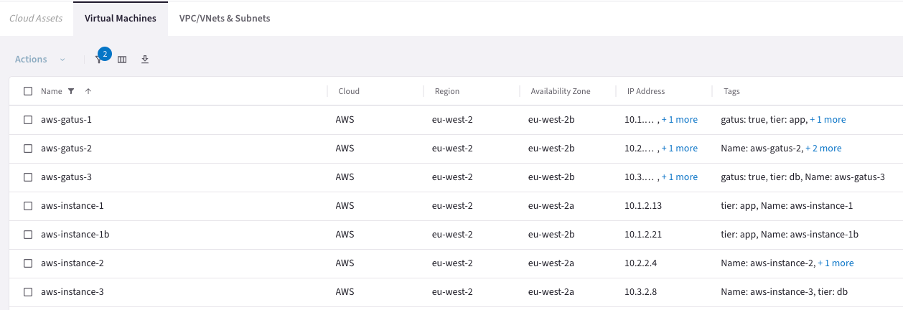 Cloud Assets Virtual Machines VPC/VNets & Subnets
Actions 2
Name Cloud Region Availability Zone IP Address Tags
aws-gatus-1 AWS eu-west-2 eu-west-2b 10.1.... , + 1 more gatus: true, tier: app, + 1 more
aws-gatus-2 AWS eu-west-2 eu-west-2b 10.2.... , + 1 more Name: aws-gatus-2, + 2 more
aws-gatus-3 AWS eu-west-2 eu-west-2b 10.3.... , + 1 more gatus: true, tier: db, Name: aws-gatus-3
aws-instance-1 AWS eu-west-2 eu-west-2a 10.1.2.13 tier: app, Name: aws-instance-1
aws-instance-1b AWS eu-west-2 eu-west-2b 10.1.2.21 tier: app, Name: aws-instance-1b
aws-instance-2 AWS eu-west-2 eu-west-2a 10.2.2.4 Name: aws-instance-2, + 1 more
aws-instance-3 AWS eu-west-2 eu-west-2a 10.3.2.8 Name: aws-instance-3, tier: db